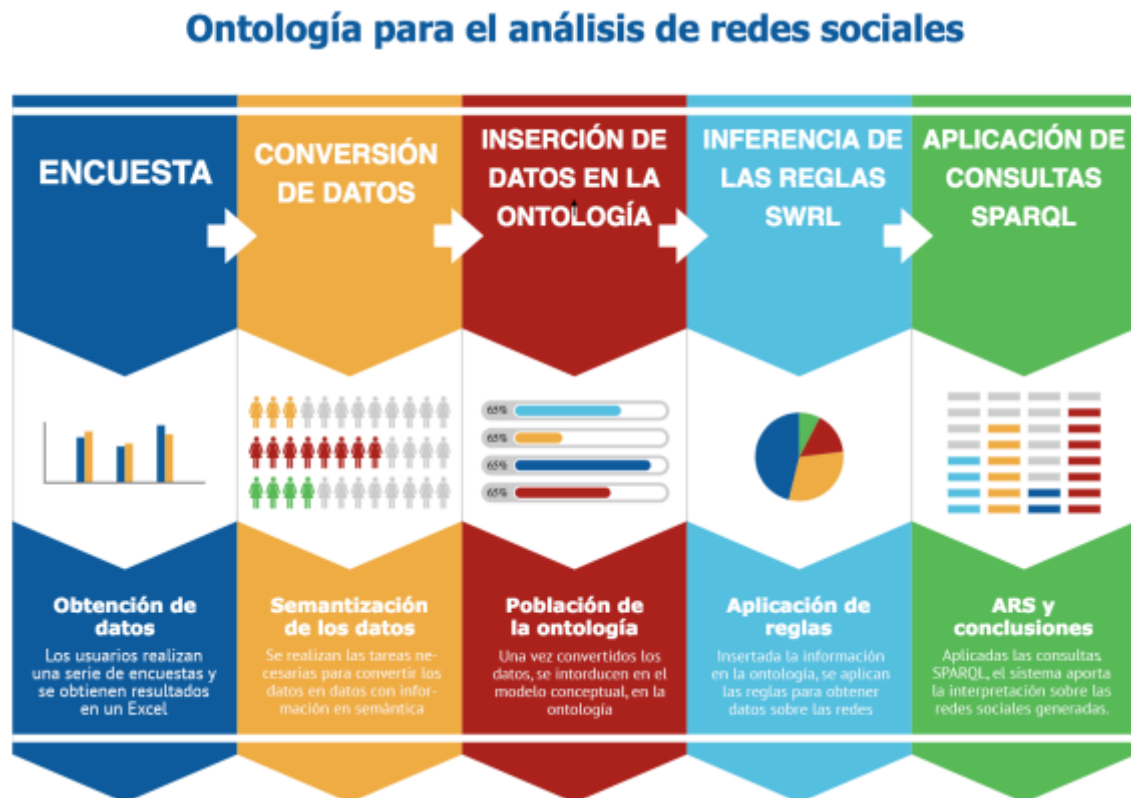 Ontología para el análisis de redes sociales
ENCUESTA
CONVERSIÓN
DE DATOS
INSERCIÓN DE
DATOS EN LA
ONTOLOGÍA
INFERENCIA DE
LAS REGLAS
SWRL
APLICACIÓN DE
CONSULTAS
SPARQL
65%
65%
65%
65%
Obtención de
datos
Los usuarios realizan
una serie de encuestas y
se obtienen resultados
en un Excel
Semantización
de los datos
Se realizan las tareas ne-
cesarias para convertir los
datos en datos con infor-
mación en semántica
Población de
la ontología
Una vez convertidos los
datos, se intorducen en el
modelo conceptual, en la
ontología
Aplicación de
reglas
Insertada la información
en la ontología, se aplican
las reglas para obtener
datos sobre las redes
ARS y
conclusiones
Aplicadas las consultas
SPARQL, el sistema aporta
la interpretación sobre las
redes sociales generadas.